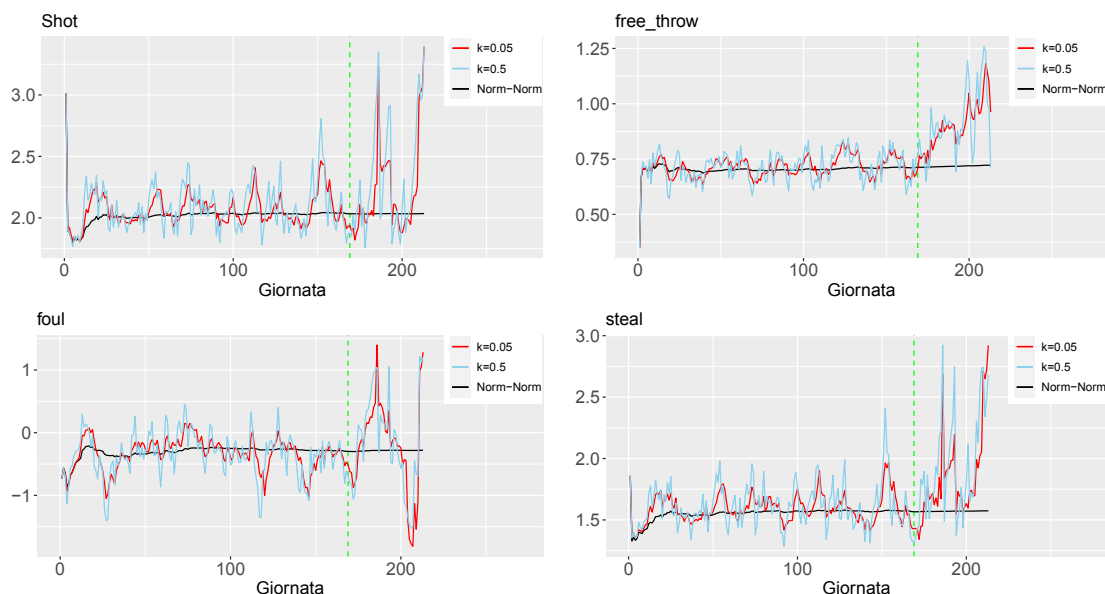 Shot
3.0
2.5
2.0
0
100
200
Giornata
k=0.05
k=0.5
Norm−Norm
free_throw
1.25
1.00
0.75
0.50
0
100
200
Giornata
k=0.05
k=0.5
Norm−Norm
foul
1
0
−1
0
100
200
Giornata
k=0.05
k=0.5
Norm−Norm
steal
3.0
2.5
2.0
1.5
0
100
200
Giornata
k=0.05
k=0.5
Norm−Norm